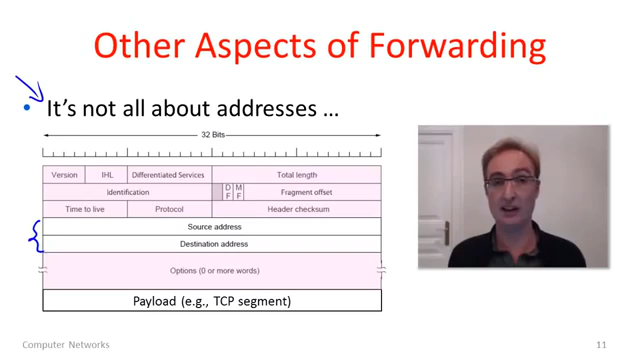 Other Aspects of Forwarding
• It's not all about addresses …
32 Bits
Version IHL Differentiated Services Total length
Identification D F M F Fragment offset
Time to live Protocol Header checksum
Source address
Destination address
Options (0 or more words)
Payload (e.g., TCP segment)
Computer Networks 11